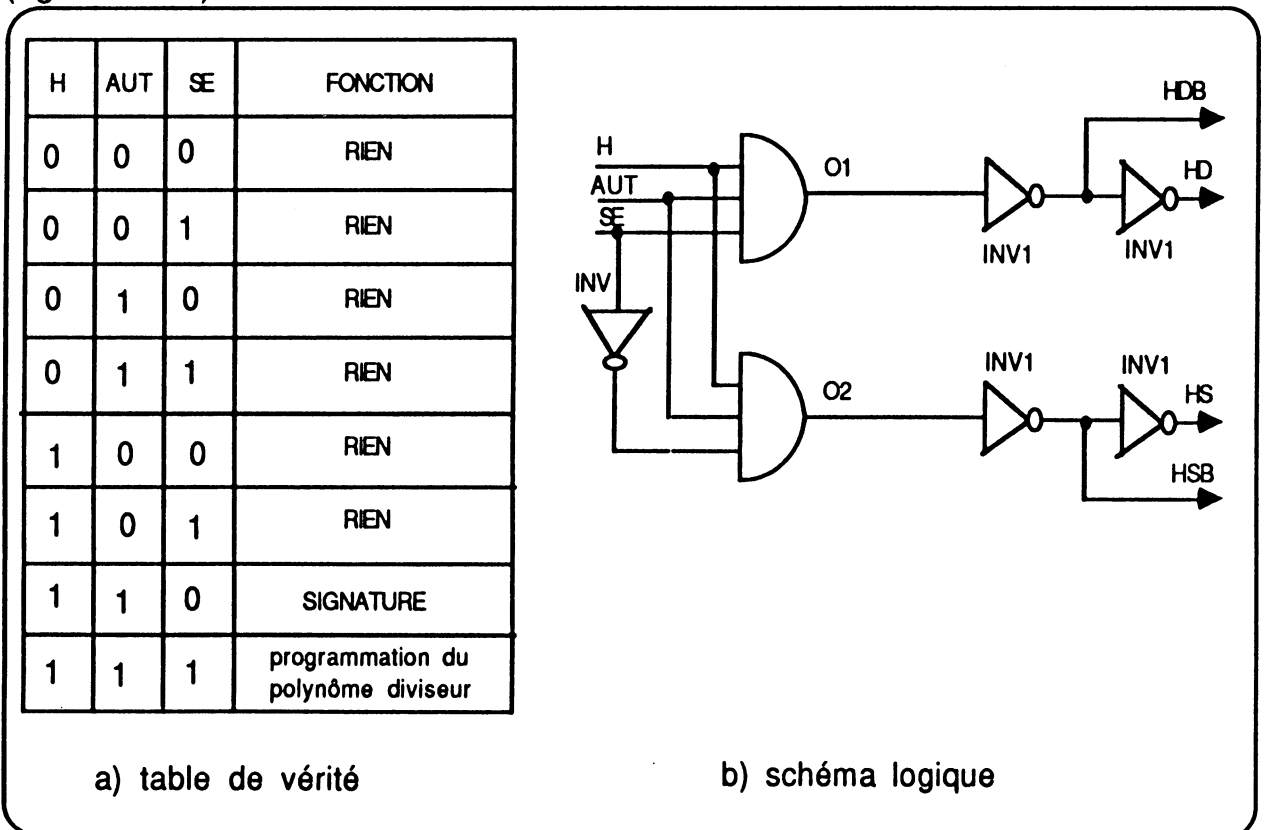 H AUT SE FONCTION
0 0 0 RIEN
0 0 1 RIEN
0 1 0 RIEN
0 1 1 RIEN
1 0 0 RIEN
1 0 1 RIEN
1 1 0 SIGNATURE
1 1 1 programmation du
polynôme diviseur
a) table de vérité
H
AUT
SE
INV
O1
INV1
INV1
HDB
HD
O2
INV1
INV1
HS
HSB
b) schéma logique